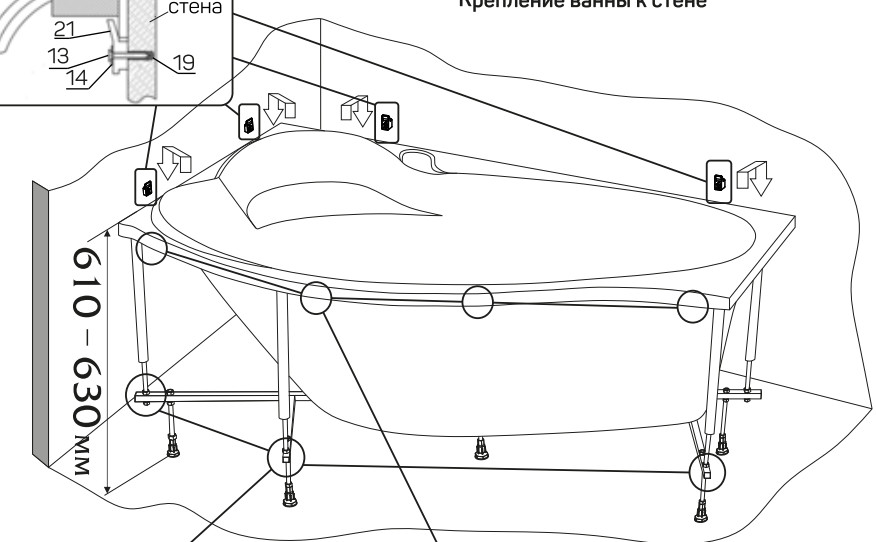 Крепление ванны к стене
стена
21
13
14
19
610 – 630 мм